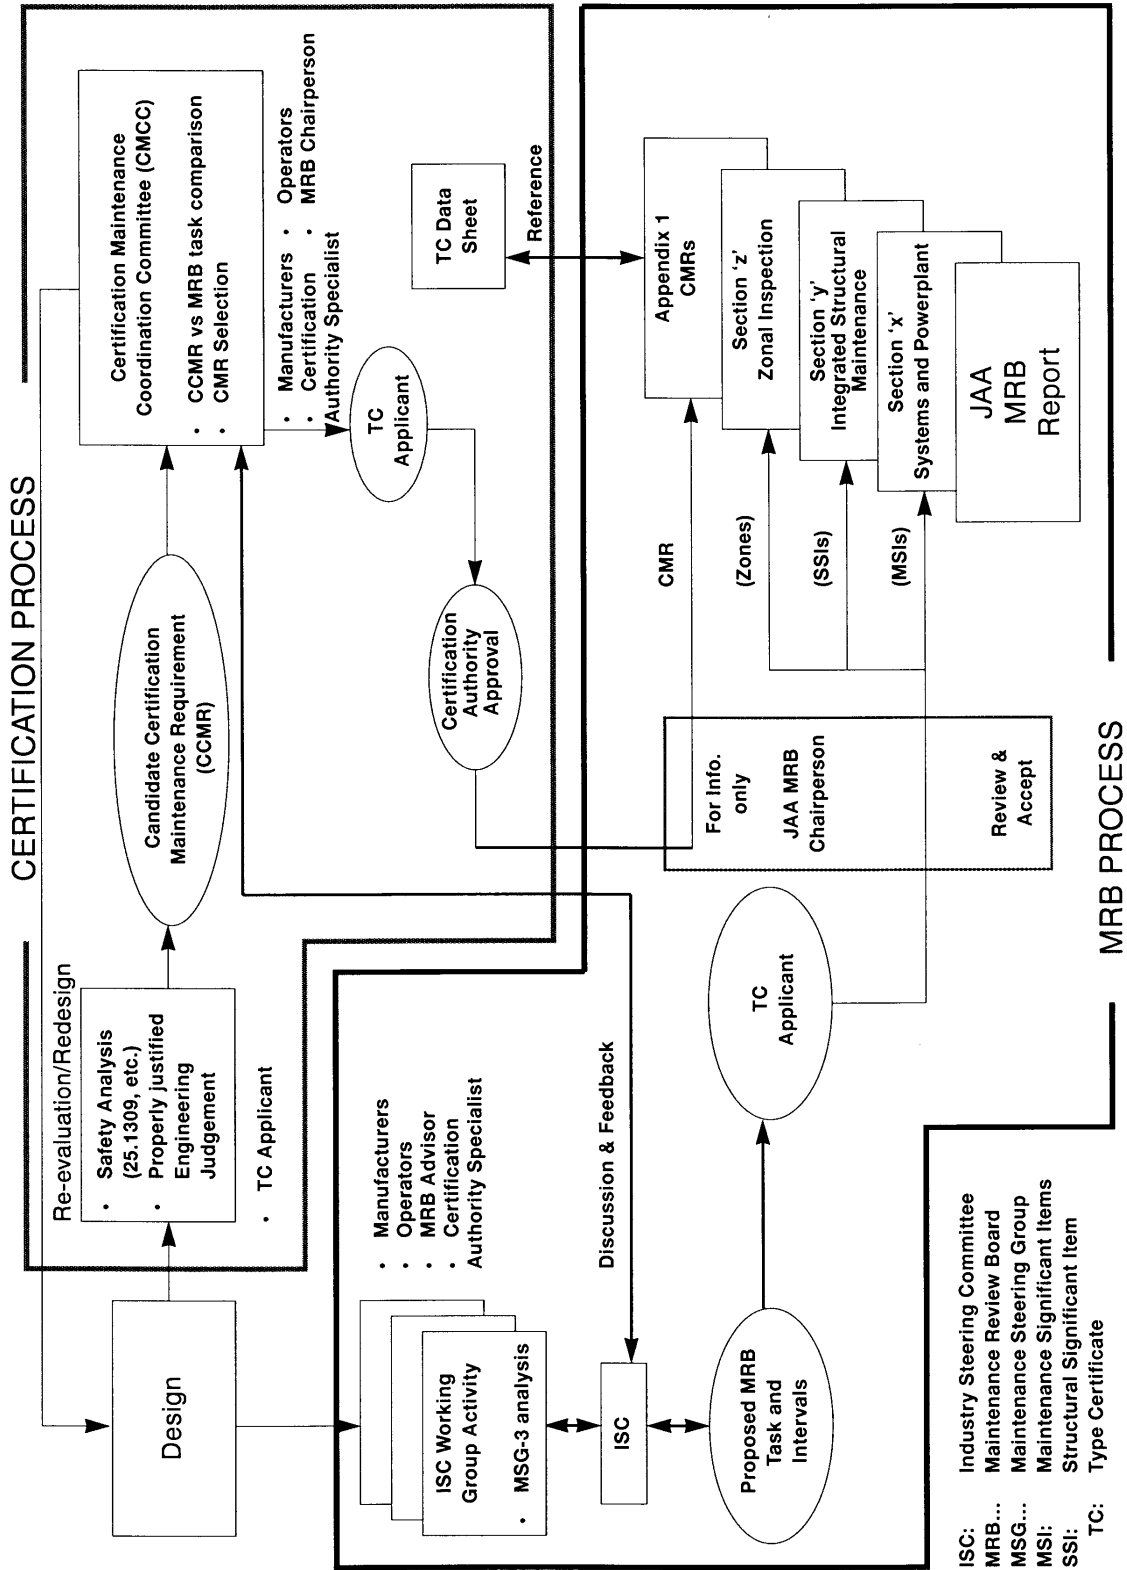 CERTIFICATION PROCESS
Re-evaluation/Redesign
Design
• Safety Analysis
(25.1309, etc.)
• Properly justified
Engineering
Judgement
• TC Applicant
Candidate Certification
Maintenance Requirement
(CCMR)
Certification Maintenance
Coordination Committee (CMCC)
• CCMR vs MRB task comparison
• CMR Selection
• Manufacturers • Operators
• Certification • MRB Chairperson
Authority Specialist
TC
Applicant
Certification
Authority
Approval
TC Data
Sheet
Reference
ISC Working
Group Activity
• MSG-3 analysis
• Manufacturers
• Operators
• MRB Advisor
• Certification
Authority Specialist
ISC
Discussion & Feedback
Proposed MRB
Task and
Intervals
TC
Applicant
For Info.
only
JAA MRB
Chairperson
Review &
Accept
CMR
(Zones)
(SSIs)
(MSIs)
Appendix 1
CMRs
Section ‘z’
Zonal Inspection
Section ‘y’
Integrated Structural
Maintenance
Section ‘x’
Systems and Powerplant
JAA
MRB
Report
ISC: Industry Steering Committee
MRB... Maintenance Review Board
MSG... Maintenance Steering Group
MSI: Maintenance Significant Items
SSI: Structural Significant Item
TC: Type Certificate
MRB PROCESS